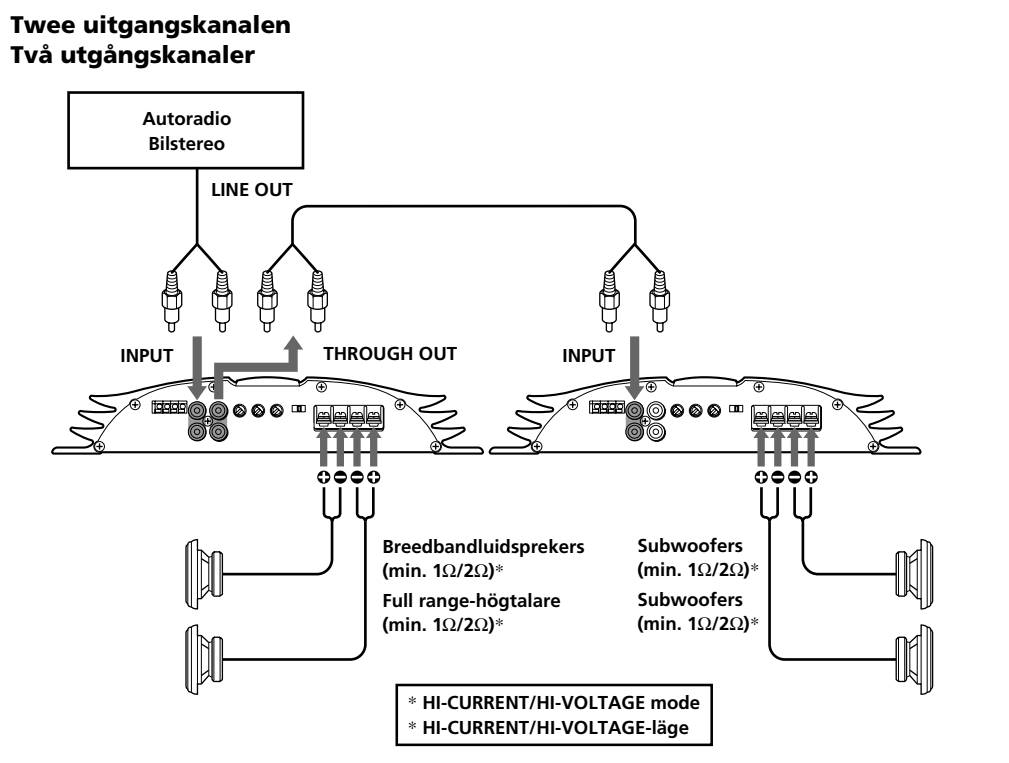 Twee uitgangskanalen
Två utgångskanaler
Autoradio
Bilstereo
LINE OUT
INPUT
THROUGH OUT
INPUT
Breedbandluidsprekers
(min. 1Ω/2Ω)*
Full range-högtalare
(min. 1Ω/2Ω)*
Subwoofers
(min. 1Ω/2Ω)*
Subwoofers
(min. 1Ω/2Ω)*
* HI-CURRENT/HI-VOLTAGE mode
* HI-CURRENT/HI-VOLTAGE-läge